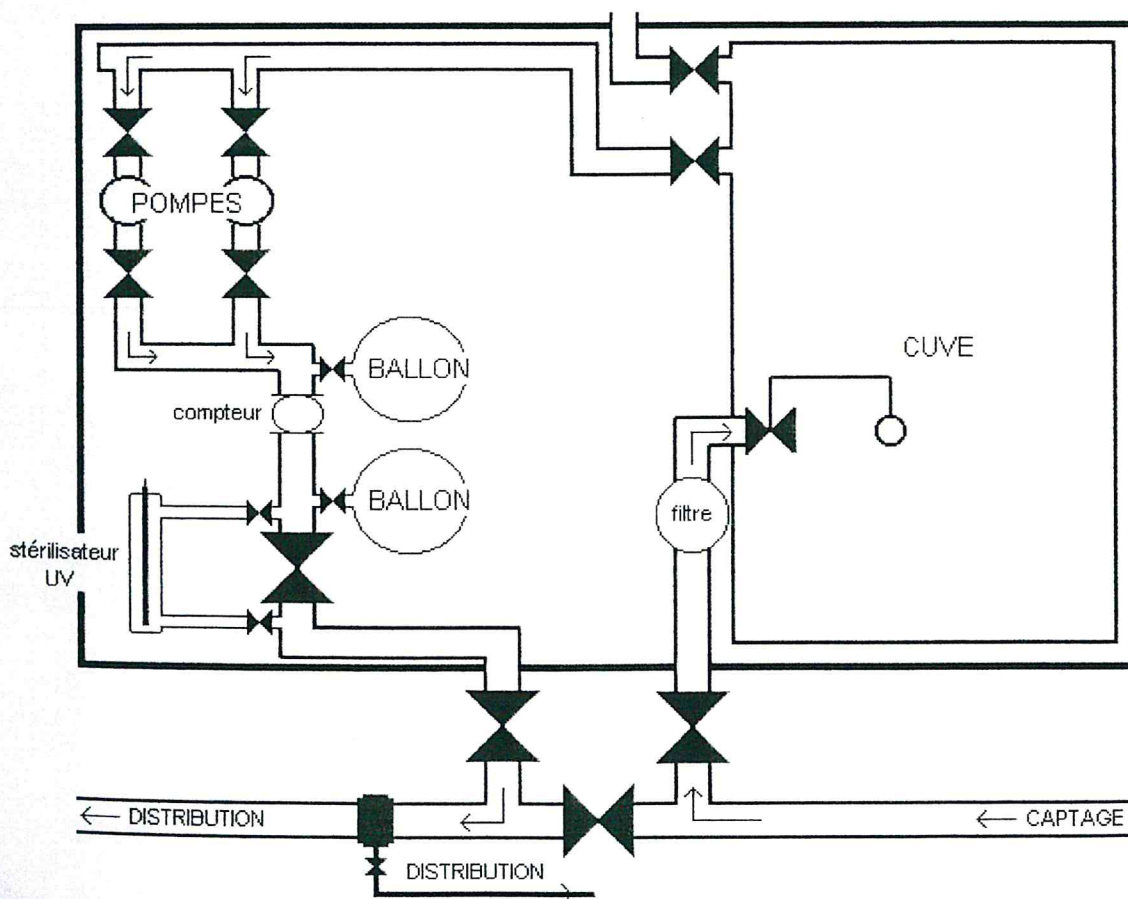 POMPES
BALLON
CUVE
compteur
BALLON
filtre
stérilisateur
UV
DISTRIBUTION
CAPTAGE
DISTRIBUTION